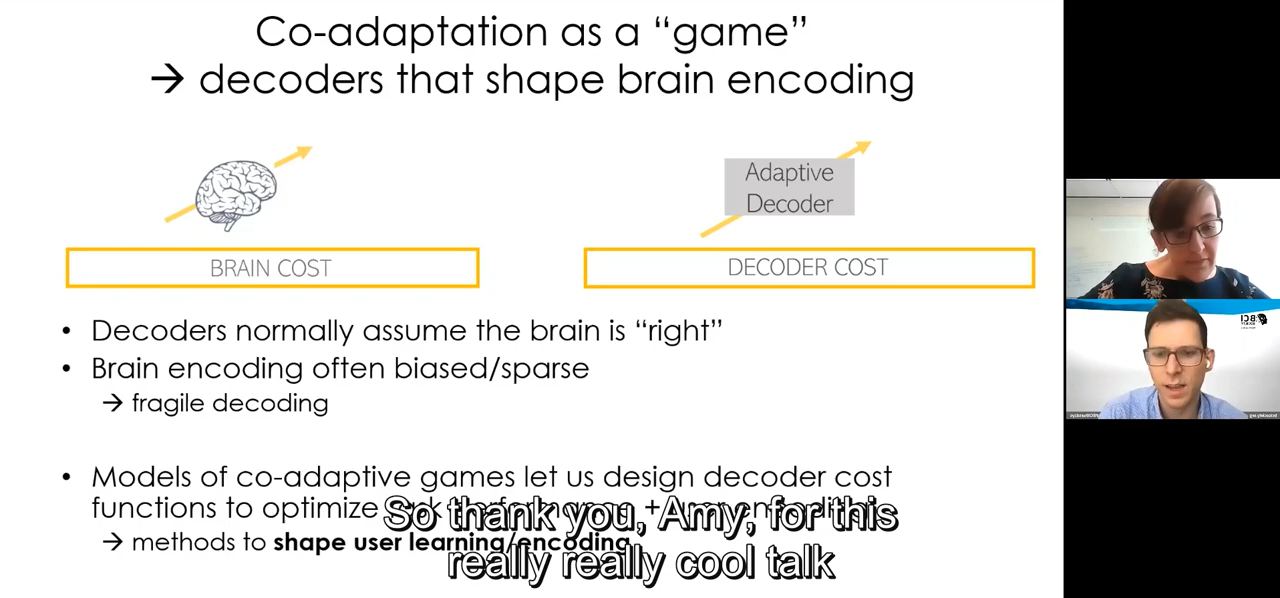 Co-adaptation as a “game”
→ decoders that shape brain encoding
Adaptive
Decoder
BRAIN COST
DECODER COST
• Decoders normally assume the brain is “right”
• Brain encoding often biased/sparse
→ fragile decoding
• Models of co-adaptive games let us design decoder cost
functions to optimize +
→ methods to shape user learning/encoding
So thank you, Amy, for this
really really cool talk
BCI